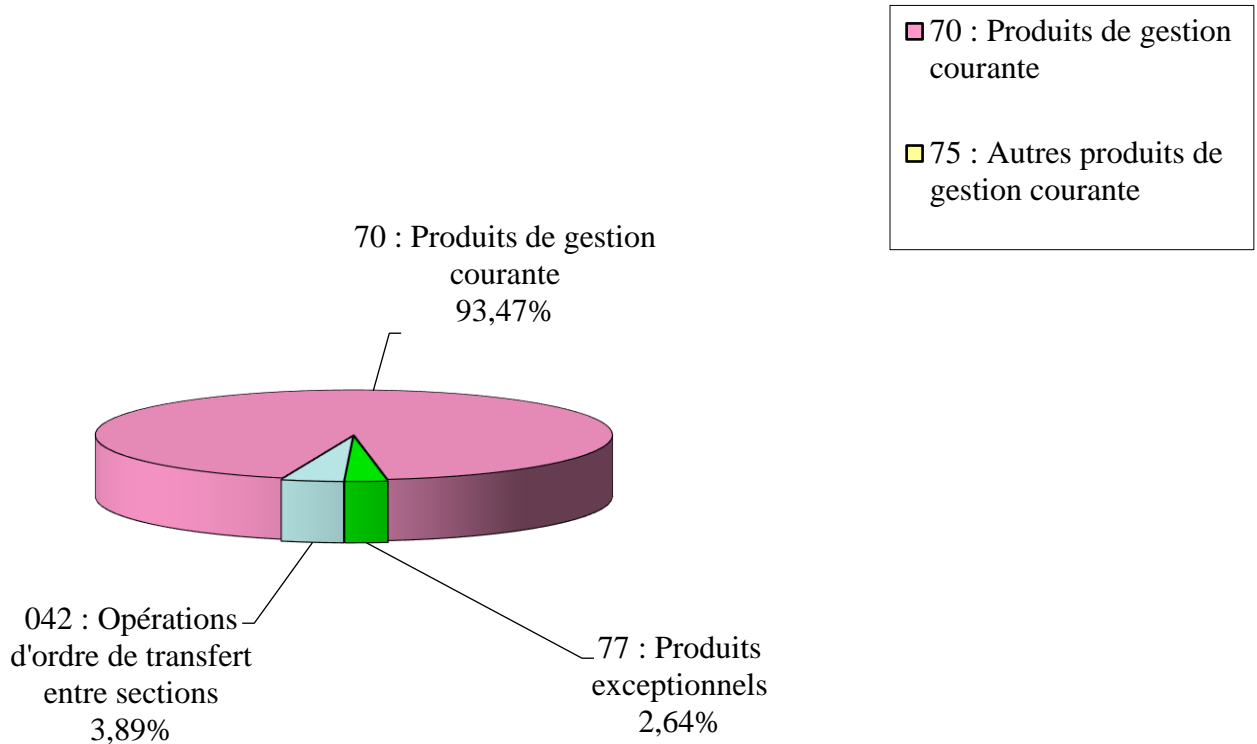 70 : Produits de gestion
courante
75 : Autres produits de
gestion courante
70 : Produits de gestion
courante
93,47%
042 : Opérations
d'ordre de transfert
entre sections
3,89%
77 : Produits
exceptionnels
2,64%